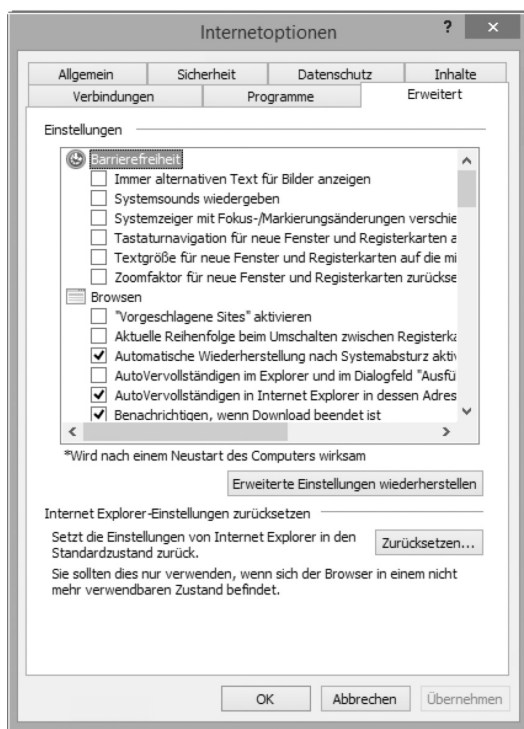 Internetoptionen ? ×
Allgemein Sicherheit Datenschutz Inhalte
Verbindungen Programme Erweitert
Einstellungen
Barrierefreiheit
Immer alternativen Text für Bilder anzeigen
Systemsounds wiedergeben
Systemzeiger mit Fokus-/Markierungsänderungen verschie
Tastaturnavigation für neue Fenster und Registerkarten a
Textgröße für neue Fenster und Registerkarten auf die mi
Zoomfaktor für neue Fenster und Registerkarten zurückse
Browsen
"Vorgeschlagene Sites" aktivieren
Aktuelle Reihenfolge beim Umschalten zwischen Registerka
Automatische Wiederherstellung nach Systemabsturz aktiv
AutoVervollständigen im Explorer und im Dialogfeld "Ausfü
AutoVervollständigen in Internet Explorer in dessen Adres
Benachrichtigen, wenn Download beendet ist
*Wird nach einem Neustart des Computers wirksam
Erweiterte Einstellungen wiederherstellen
Internet Explorer-Einstellungen zurücksetzen
Setzt die Einstellungen von Internet Explorer in den
Standardzustand zurück.
Zurücksetzen...
Sie sollten dies nur verwenden, wenn sich der Browser in einem nicht
mehr verwendbaren Zustand befindet.
OK Abbrechen Übernehmen